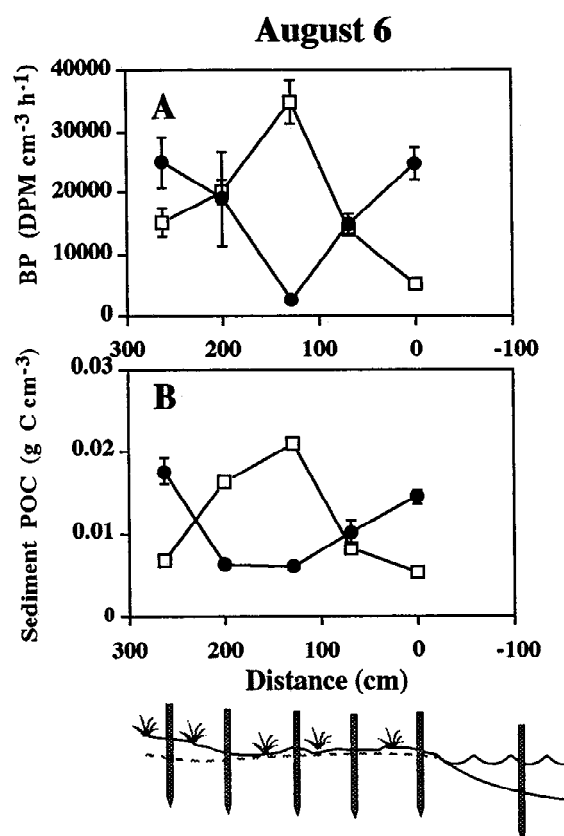 August 6
A
BP (DPM cm-3 h-1)
40000
30000
20000
10000
0
300 200 100 0 -100
B
Sediment POC (g C cm-3)
0.03
0.02
0.01
0
300 200 100 0 -100
Distance (cm)